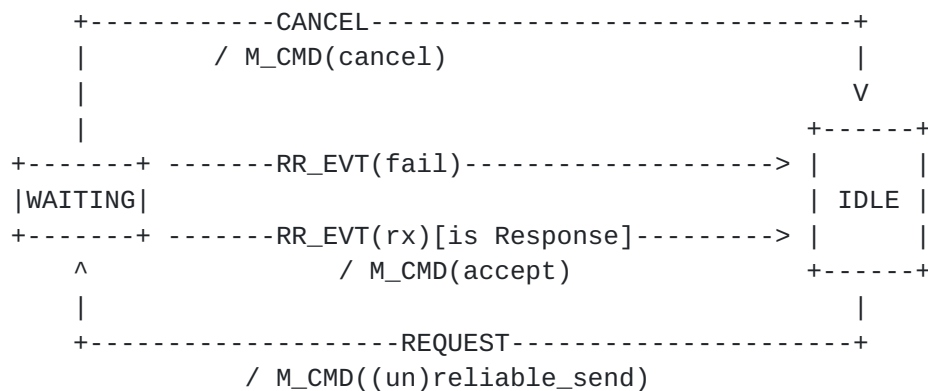 CANCEL
/ M_CMD(cancel)
V
RR_EVT(fail)
WAITING IDLE
RR_EVT(rx)[is Response]
^ / M_CMD(accept)
REQUEST
/ M_CMD((un)reliable_send)